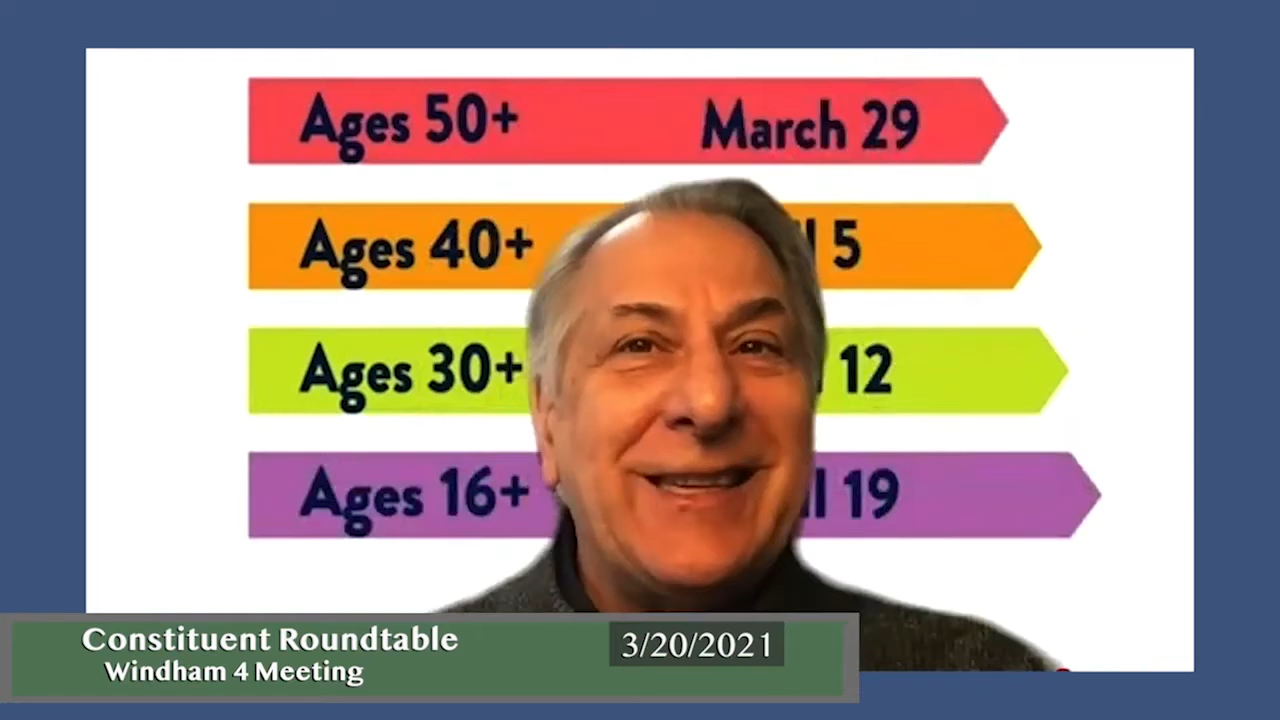 Ages 50+ March 29
Ages 40+ 5
Ages 30+ 12
Ages 16+ 19
Constituent Roundtable 3/20/2021
Windham 4 Meeting